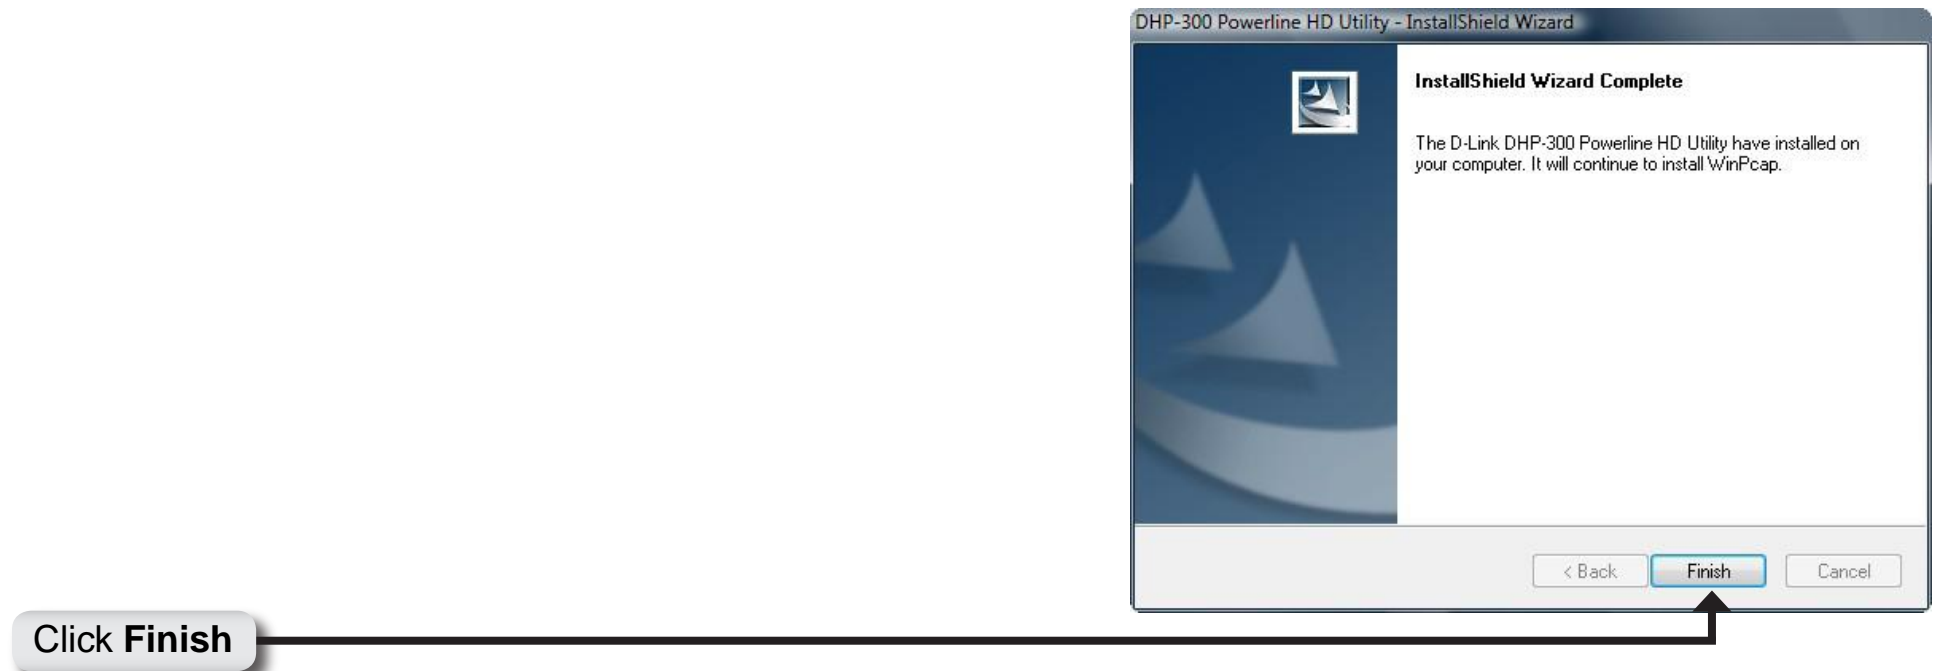 DHP-300 Powerline HD Utility - InstallShield Wizard
InstallShield Wizard Complete
The D-Link DHP-300 Powerline HD Utility have installed on
your computer. It will continue to install WinPcap.
< Back Finish Cancel
Click Finish